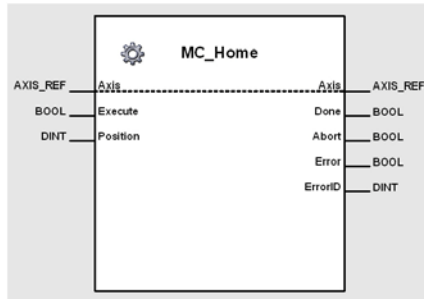 MC_Home
AXIS_REF Axis Axis AXIS_REF
BOOL Execute Done BOOL
DINT Position Abort BOOL
Error BOOL
ErrorID DINT